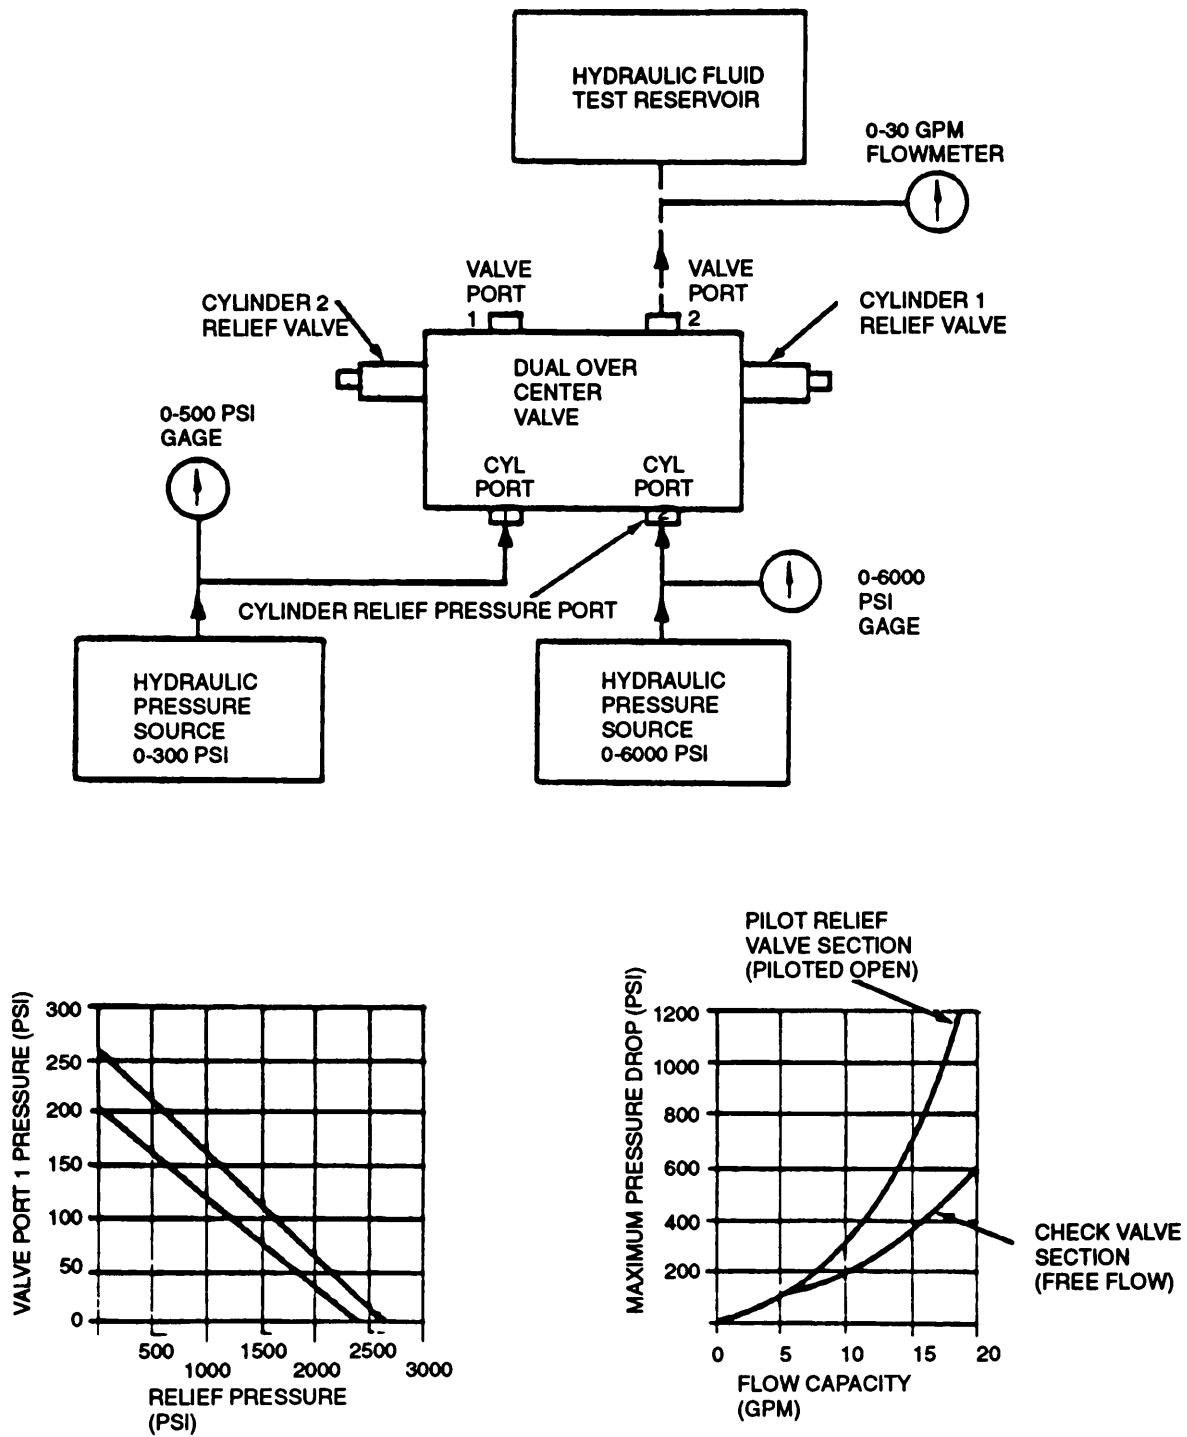 HYDRAULIC FLUID
TEST RESERVOIR
0-30 GPM
FLOWMETER
VALVE
PORT
1
VALVE
PORT
2
CYLINDER 2
RELIEF VALVE
CYLINDER 1
RELIEF VALVE
DUAL OVER
CENTER
VALVE
0-500 PSI
GAGE
CYL
PORT
1
CYL
PORT
2
CYLINDER RELIEF PRESSURE PORT
0-6000
PSI
GAGE
HYDRAULIC
PRESSURE
SOURCE
0-300 PSI
HYDRAULIC
PRESSURE
SOURCE
0-6000 PSI
VALVE PORT 1 PRESSURE (PSI)
300
250
200
150
100
50
0
500
1000
1500
2000
2500
3000
RELIEF PRESSURE
(PSI)
PILOT RELIEF
VALVE SECTION
(PILOTED OPEN)
MAXIMUM PRESSURE DROP (PSI)
1200
1000
800
600
400
200
0
5
10
15
20
FLOW CAPACITY
(GPM)
CHECK VALVE
SECTION
(FREE FLOW)